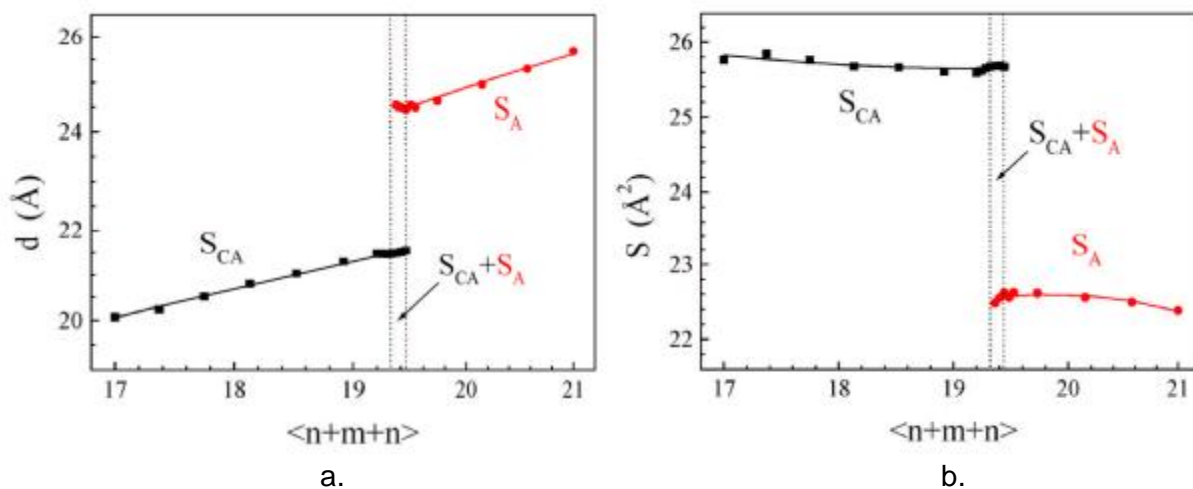 26
24
22
20
d (Å)
S_CA
S_A
S_CA+S_A
17 18 19 20 21
<n+m+n>
a.
26
25
24
23
22
S (Å²)
S_CA
S_CA+S_A
S_A
17 18 19 20 21
<n+m+n>
b.